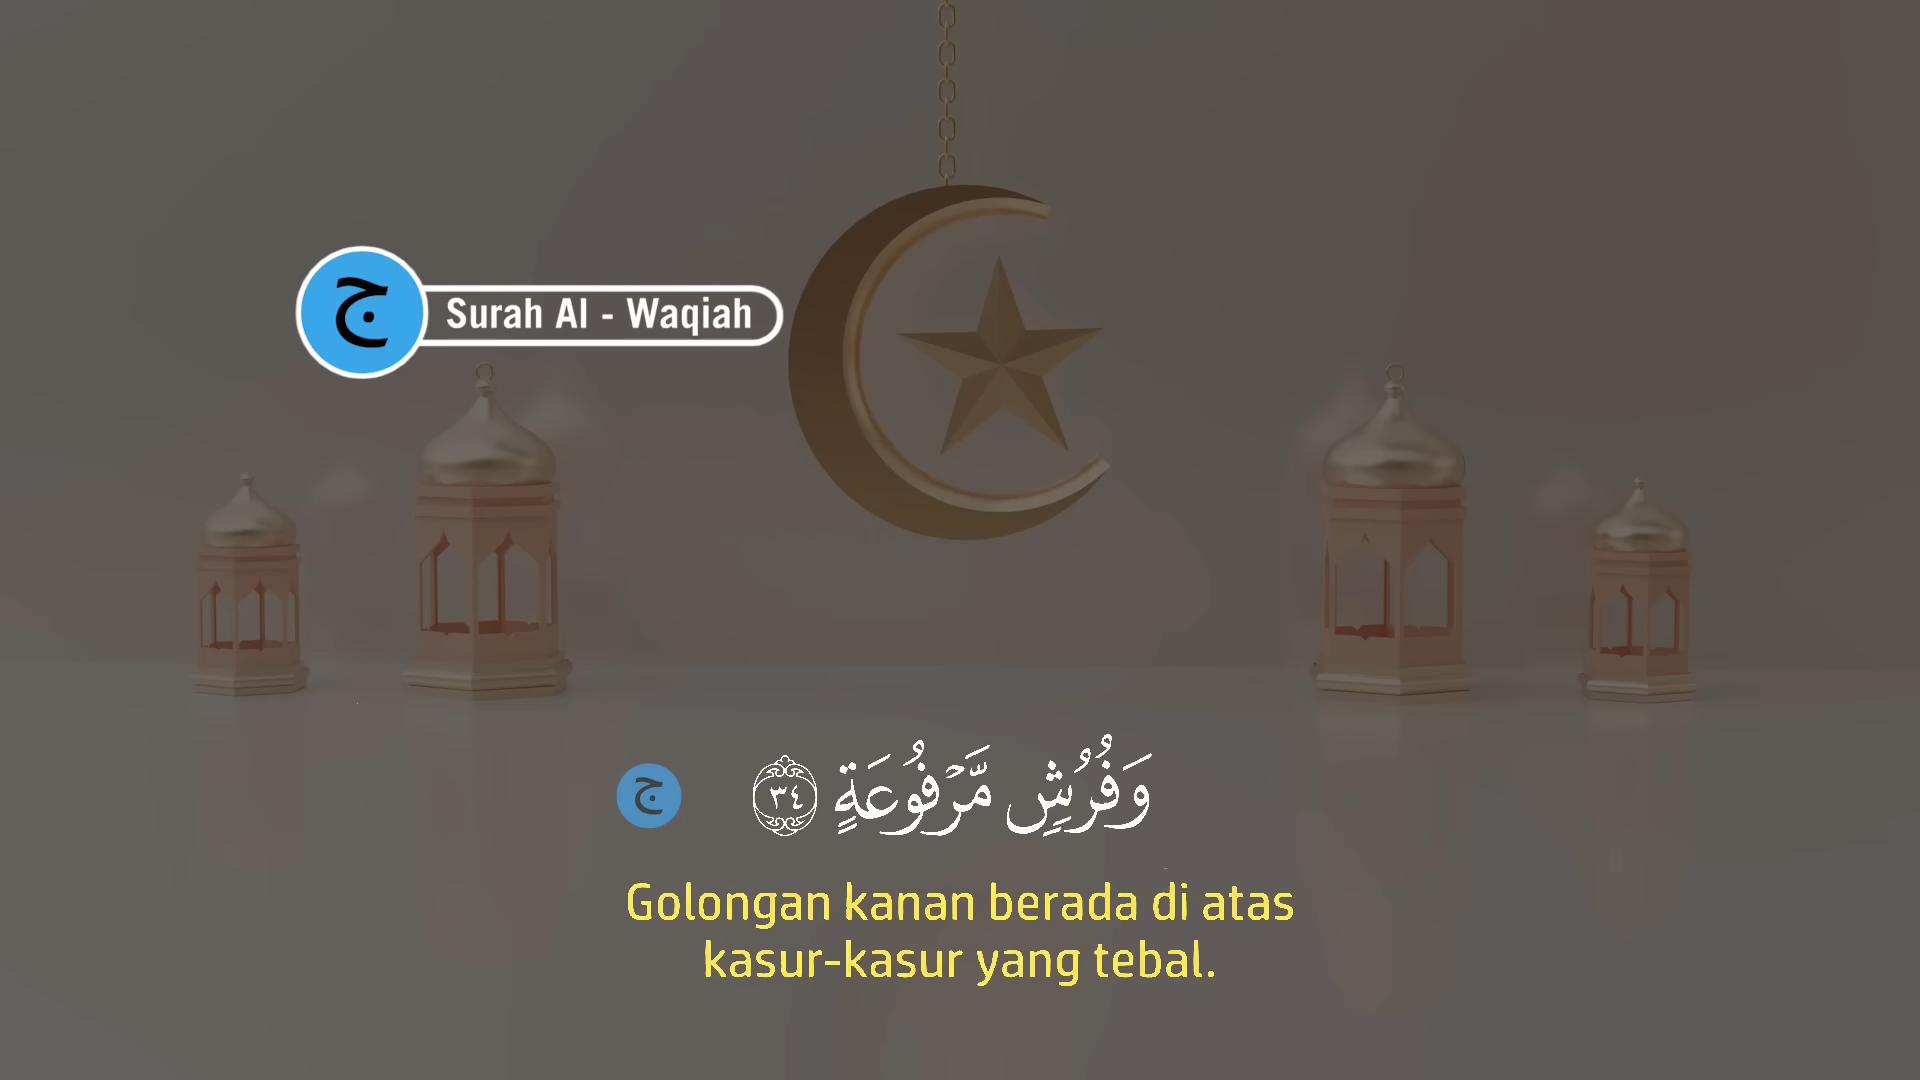 ج
Surah Al - Waqiah
وَفُرُشٍ مَّرْفُوعَةٍ ٣٤
ج
Golongan kanan berada di atas
kasur-kasur yang tebal.